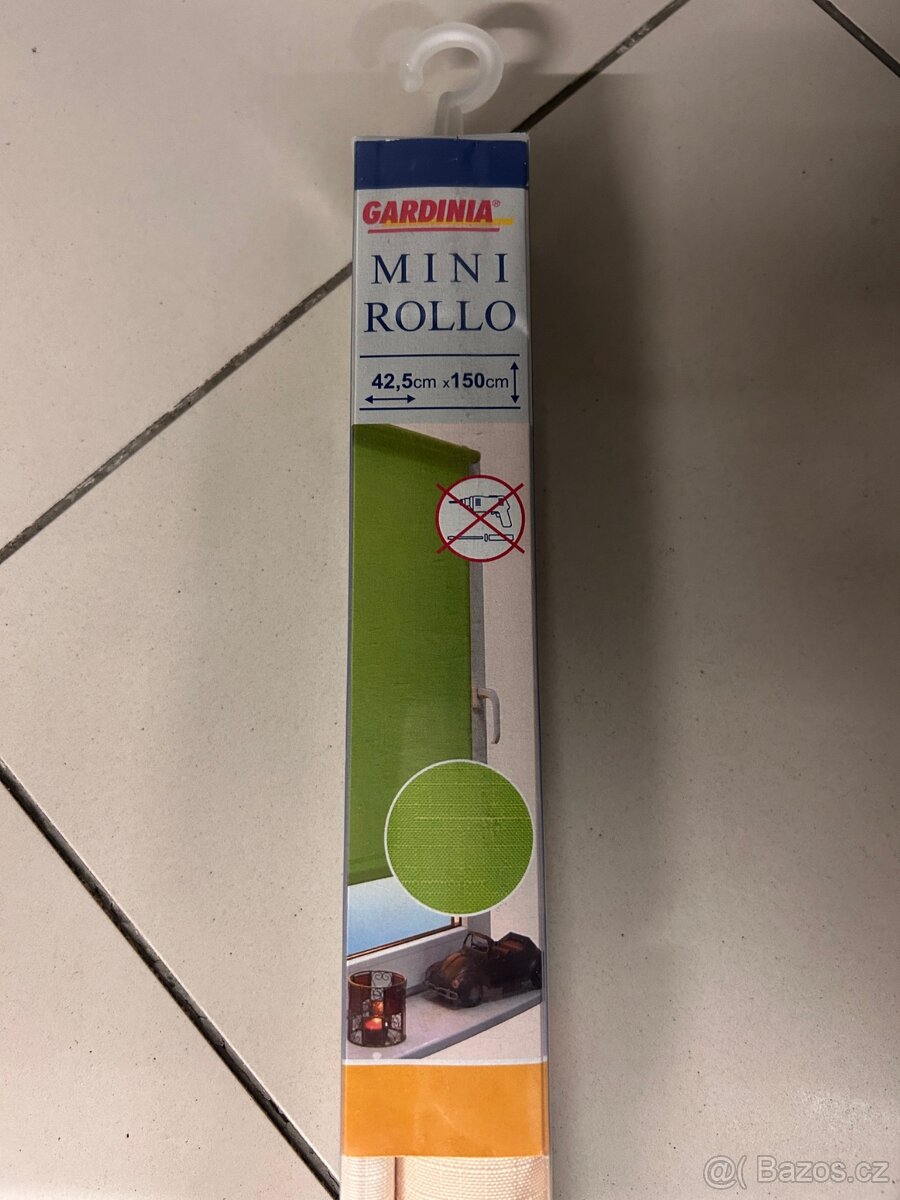 GARDINIA®
MINI
ROLLO
42,5cm x150cm
@( Bazos.cz